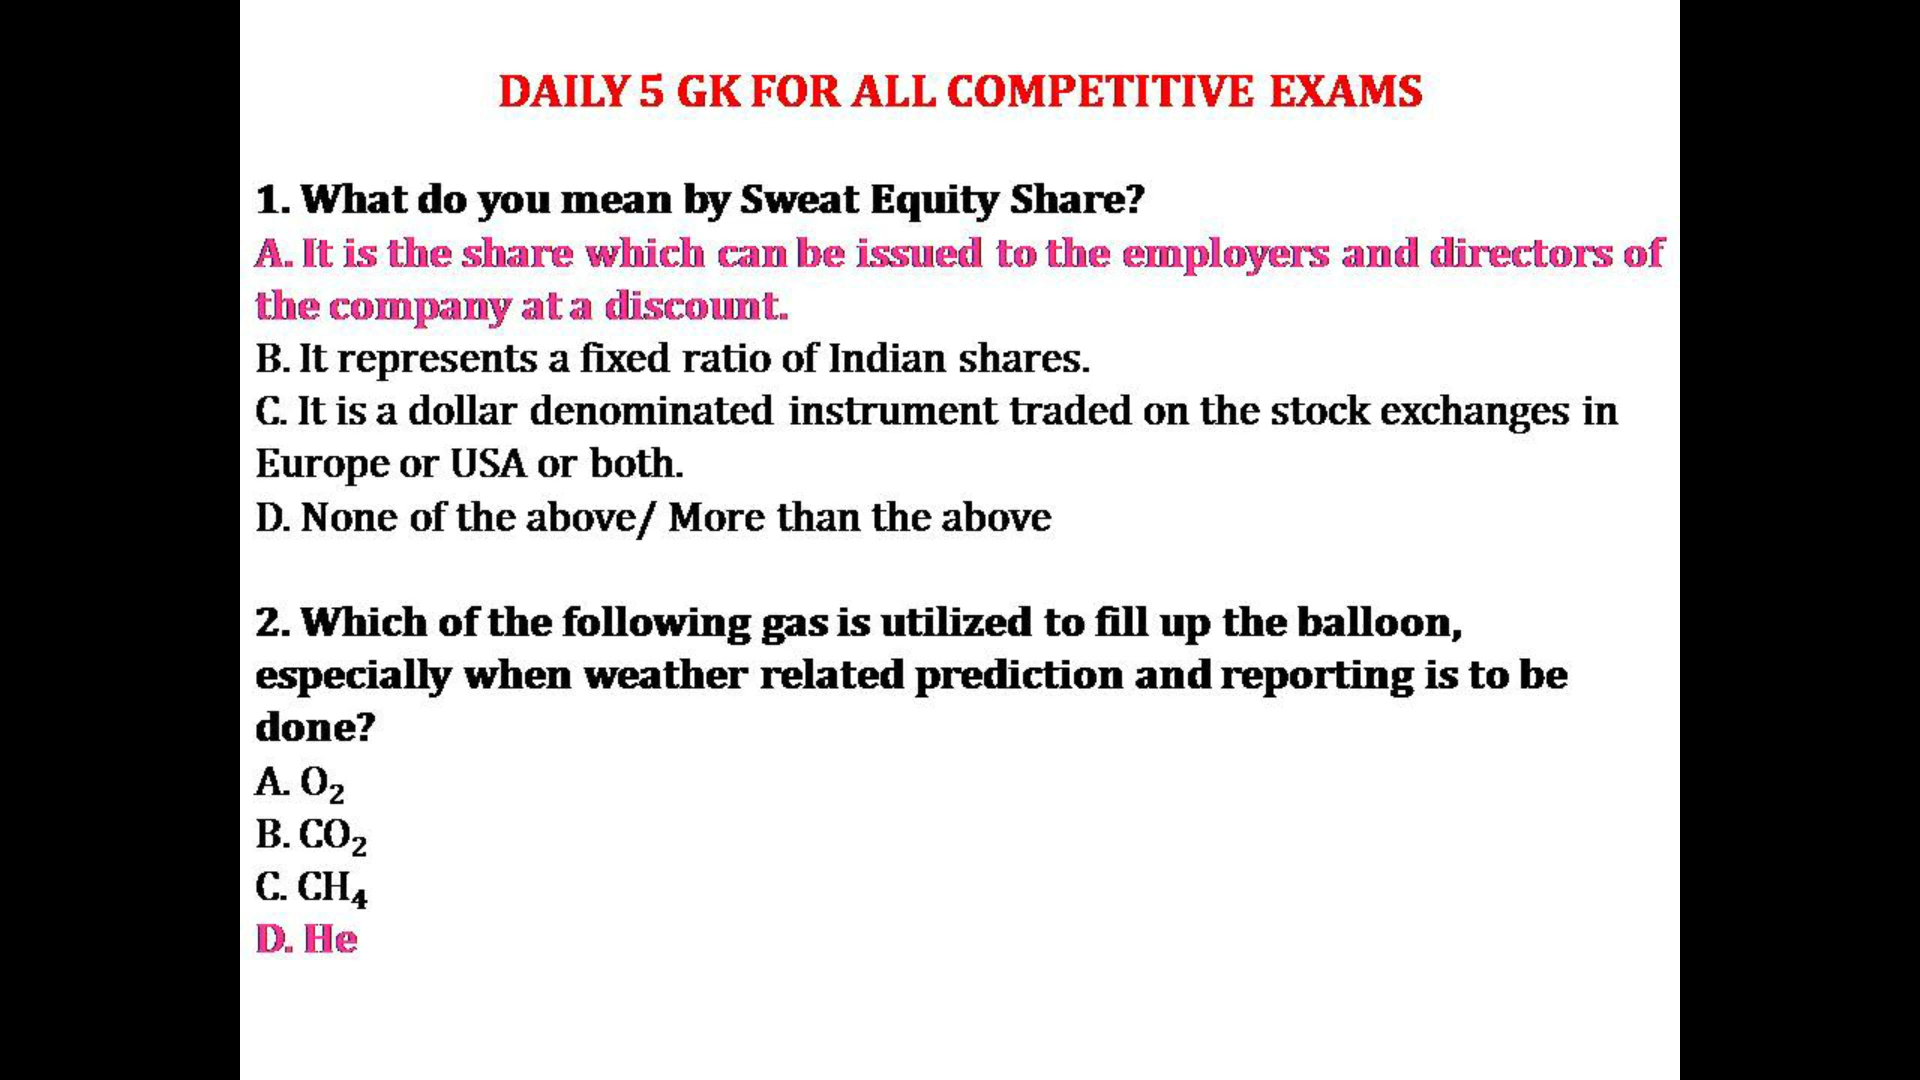 DAILY 5 GK FOR ALL COMPETITIVE EXAMS
1. What do you mean by Sweat Equity Share?
A. It is the share which can be issued to the employers and directors of
the company at a discount.
B. It represents a fixed ratio of Indian shares.
C. It is a dollar denominated instrument traded on the stock exchanges in
Europe or USA or both.
D. None of the above/ More than the above
2. Which of the following gas is utilized to fill up the balloon,
especially when weather related prediction and reporting is to be
done?
A. O₂
B. CO₂
C. CH₄
D. He